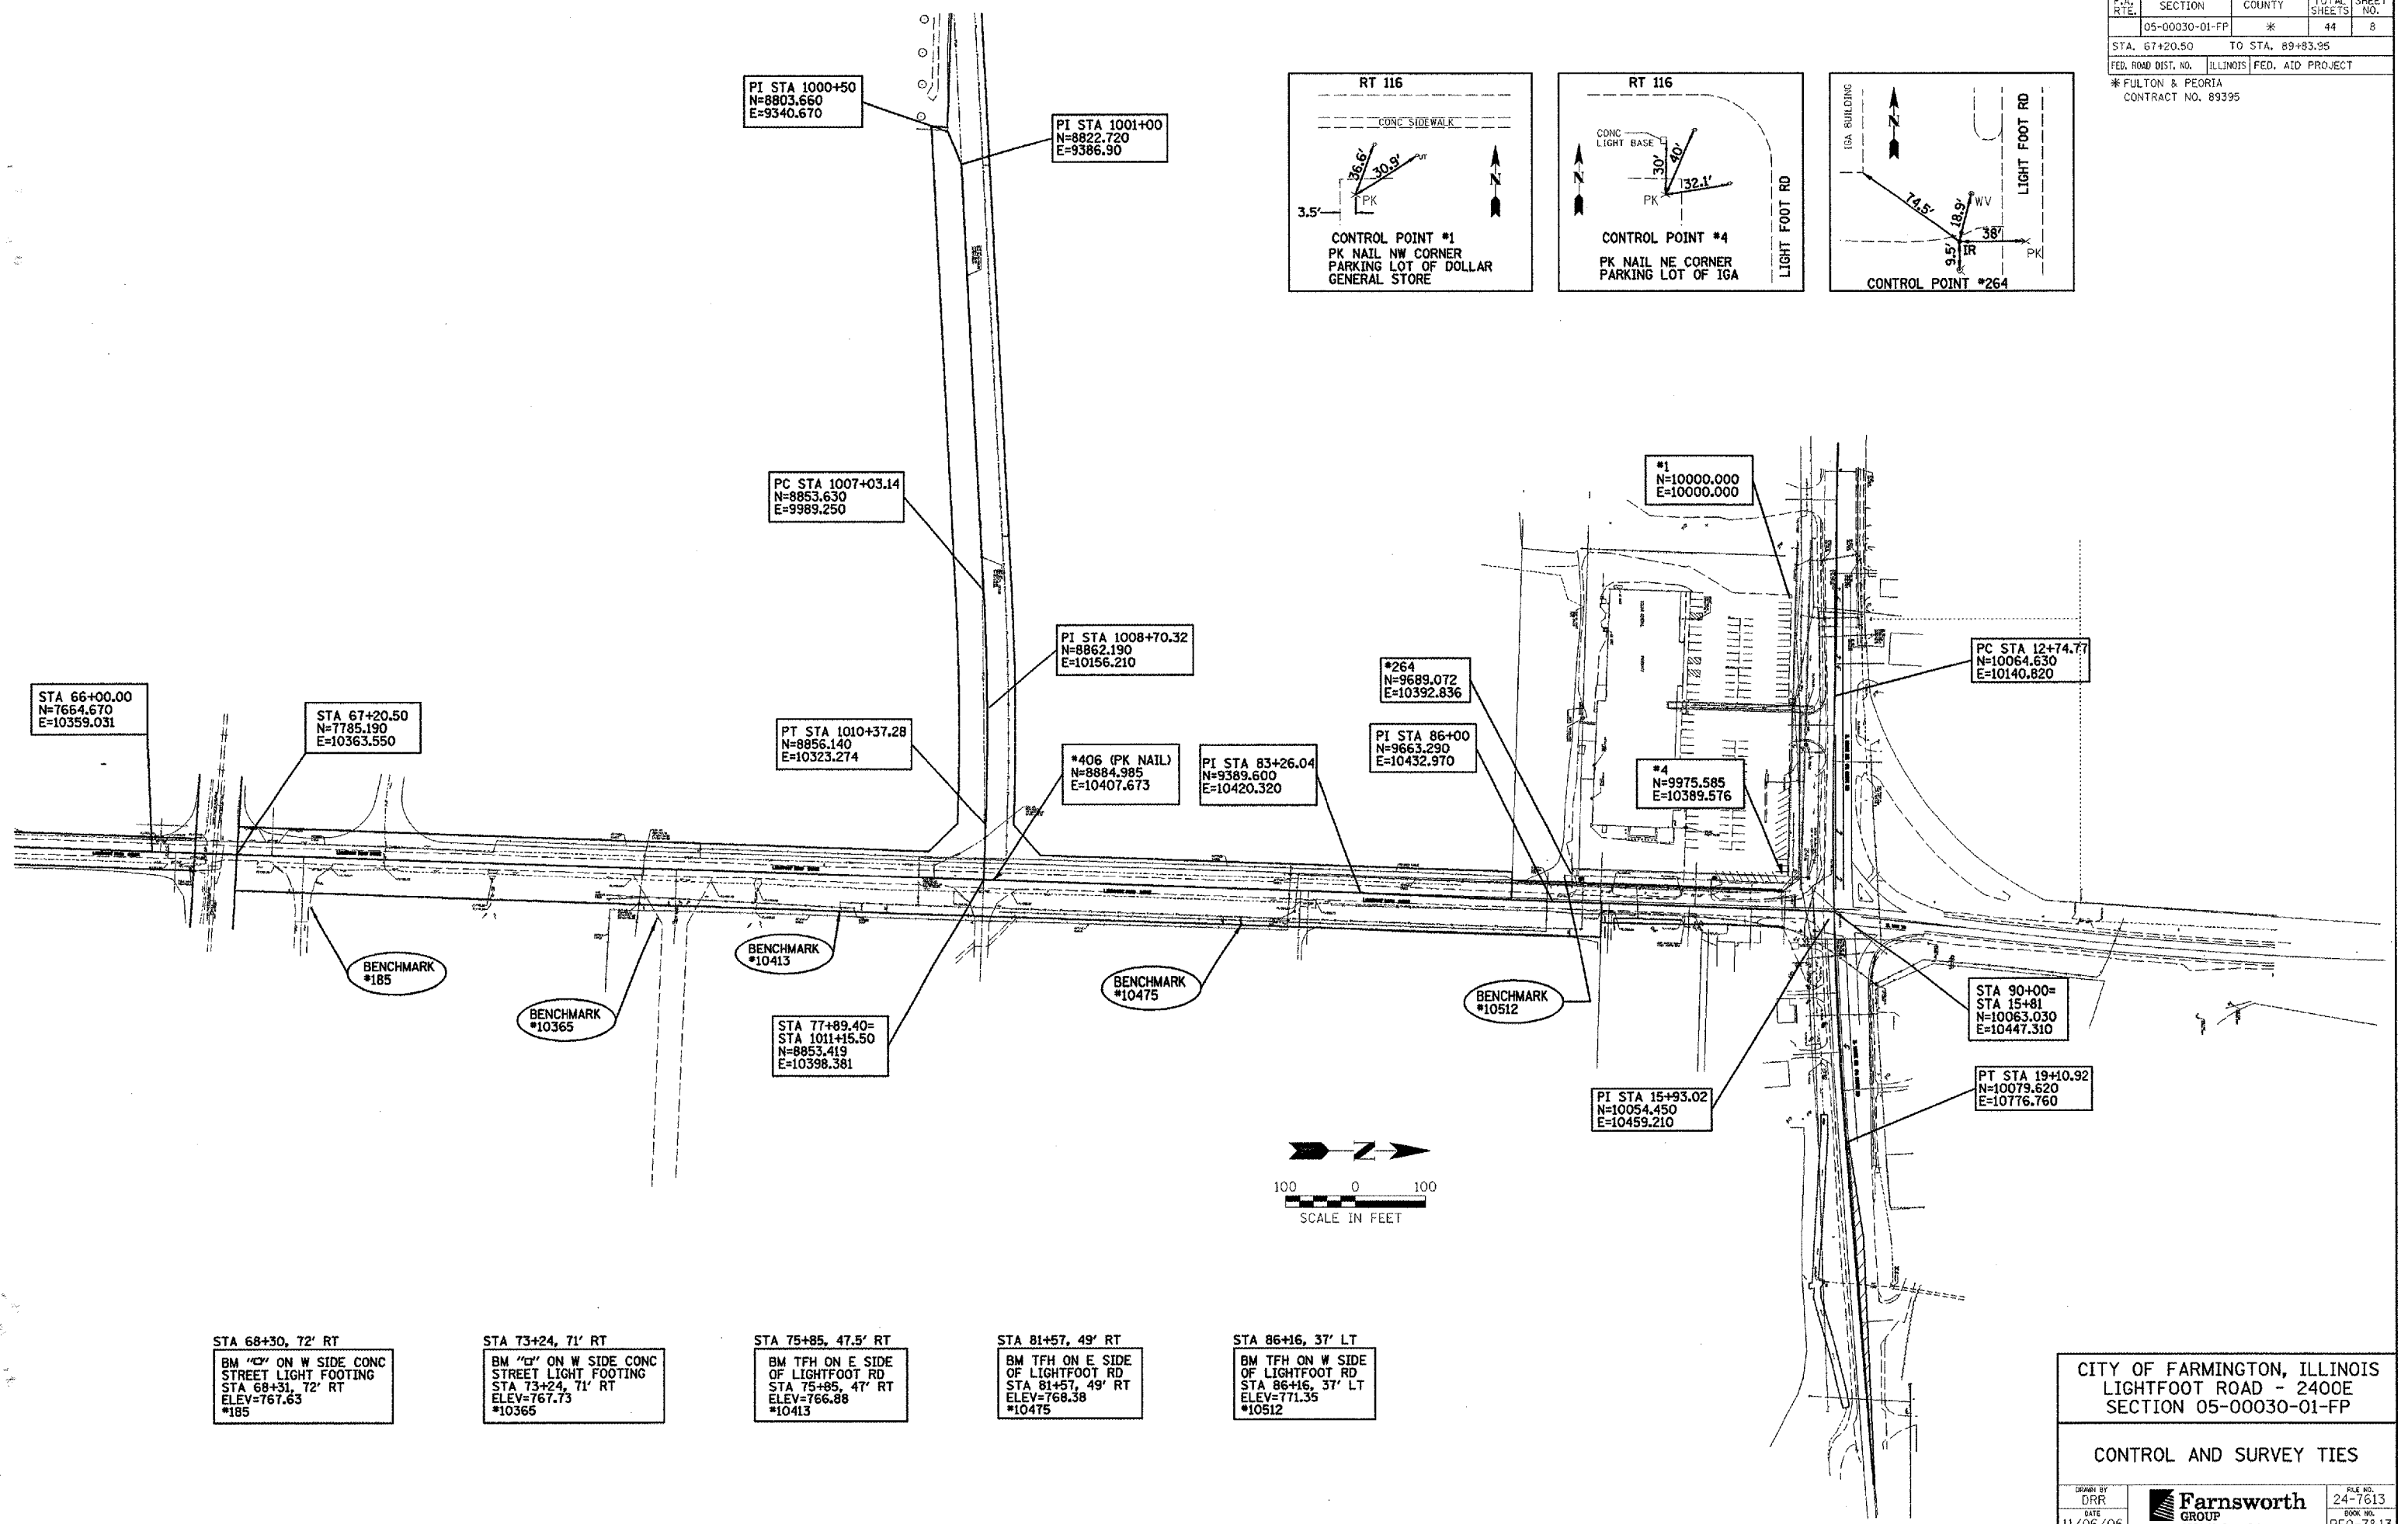 F.A.
RTE.
SECTION
COUNTY
TOTAL
SHEETS
SHEET
NO.
05-00030-01-FP
*
44
8
STA. 67+20.50 TO STA. 89+83.95
FED. ROAD DIST. NO.
ILLINOIS
FED. AID PROJECT
* FULTON & PEORIA
CONTRACT NO. 89395
PI STA 1000+50
N=8803.660
E=9340.670
PI STA 1001+00
N=8822.720
E=9386.90
RT 116
CONC SIDEWALK
36.6'
30.9'
PK
3.5'
N
CONTROL POINT #1
PK NAIL NW CORNER
PARKING LOT OF DOLLAR
GENERAL STORE
RT 116
CONC
LIGHT BASE
30'
40'
32.1'
PK
N
LIGHT FOOT RD
CONTROL POINT #4
PK NAIL NE CORNER
PARKING LOT OF IGA
IGA BUILDING
N
LIGHT FOOT RD
74.5'
18.9'
WV
38'
9.5'
IR
PK
CONTROL POINT #264
PC STA 1007+03.14
N=8853.630
E=9989.250
#1
N=10000.000
E=10000.000
PI STA 1008+70.32
N=8862.190
E=10156.210
#264
N=9689.072
E=10392.836
PC STA 12+74.77
N=10064.630
E=10140.820
STA 66+00.00
N=7664.670
E=10359.031
STA 67+20.50
N=7785.190
E=10363.550
PT STA 1010+37.28
N=8856.140
E=10323.274
#406 (PK NAIL)
N=8884.985
E=10407.673
PI STA 83+26.04
N=9389.600
E=10420.320
PI STA 86+00
N=9663.290
E=10432.970
#4
N=9975.585
E=10389.576
BENCHMARK
#185
BENCHMARK
#10365
BENCHMARK
#10413
BENCHMARK
#10475
BENCHMARK
#10512
STA 77+89.40=
STA 1011+15.50
N=8853.419
E=10398.381
STA 90+00=
STA 15+81
N=10063.030
E=10447.310
PI STA 15+93.02
N=10054.450
E=10459.210
PT STA 19+10.92
N=10079.620
E=10776.760
N
100 0 100
SCALE IN FEET
STA 68+30, 72' RT
BM "□" ON W SIDE CONC
STREET LIGHT FOOTING
STA 68+31, 72' RT
ELEV=767.63
#185
STA 73+24, 71' RT
BM "□" ON W SIDE CONC
STREET LIGHT FOOTING
STA 73+24, 71' RT
ELEV=767.73
#10365
STA 75+85, 47.5' RT
BM TFH ON E SIDE
OF LIGHTFOOT RD
STA 75+85, 47' RT
ELEV=766.88
#10413
STA 81+57, 49' RT
BM TFH ON E SIDE
OF LIGHTFOOT RD
STA 81+57, 49' RT
ELEV=768.38
#10475
STA 86+16, 37' LT
BM TFH ON W SIDE
OF LIGHTFOOT RD
STA 86+16, 37' LT
ELEV=771.35
#10512
CITY OF FARMINGTON, ILLINOIS
LIGHTFOOT ROAD - 2400E
SECTION 05-00030-01-FP
CONTROL AND SURVEY TIES
DRAWN BY
DRR
DATE
11/06/06
Farnsworth
GROUP
FILE NO.
24-7613
BOOK NO.